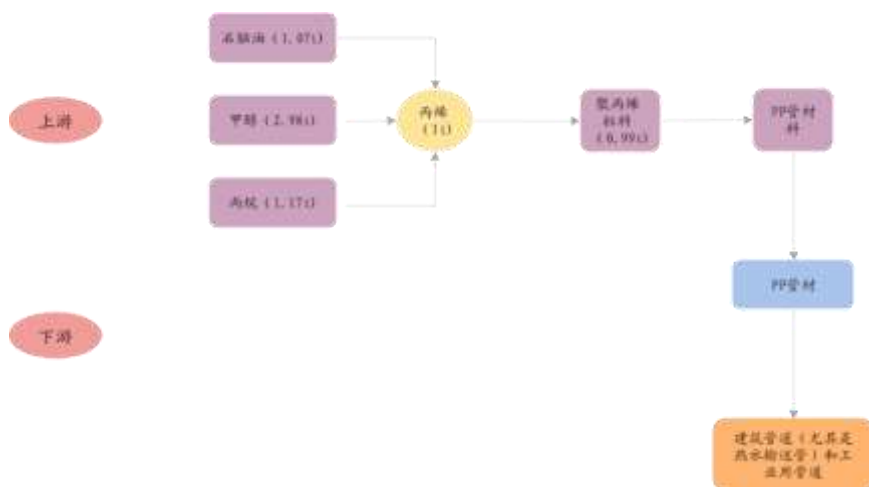 石脑油（1.07t）
上游
甲醇（2.98t）
丙烯
（1t）
聚丙烯
粒料
（0.99t）
PP管材
料
丙烷（1.17t）
PP管材
下游
建筑管道（尤其是
热水输送管）和工
业用管道